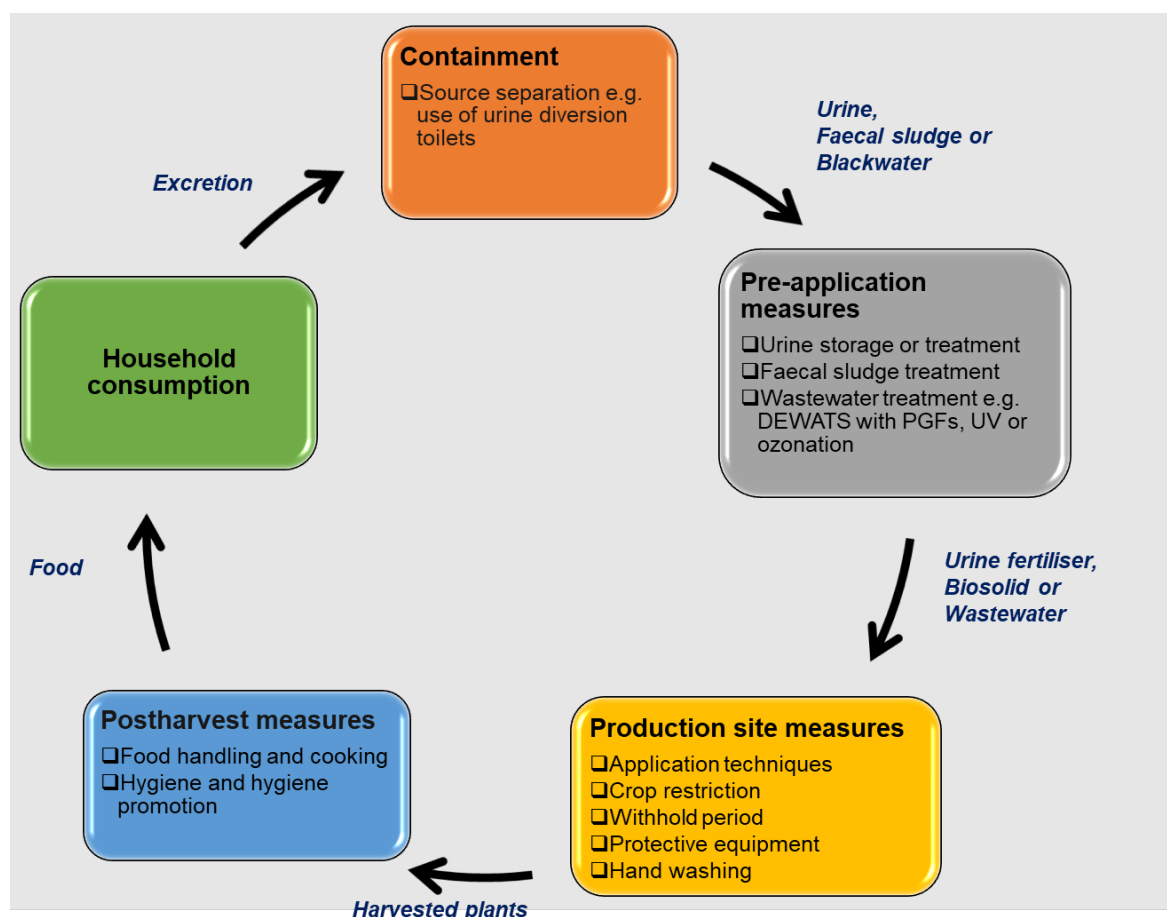 Containment
❑Source separation e.g.
use of urine diversion
toilets
Urine,
Faecal sludge or
Blackwater
Excretion
Pre-application
measures
❑Urine storage or treatment
❑Faecal sludge treatment
❑Wastewater treatment e.g.
DEWATS with PGFs, UV or
ozonation
Household
consumption
Urine fertiliser,
Biosolid or
Wastewater
Food
Production site measures
❑Application techniques
❑Crop restriction
❑Withhold period
❑Protective equipment
❑Hand washing
Postharvest measures
❑Food handling and cooking
❑Hygiene and hygiene
promotion
Harvested plants